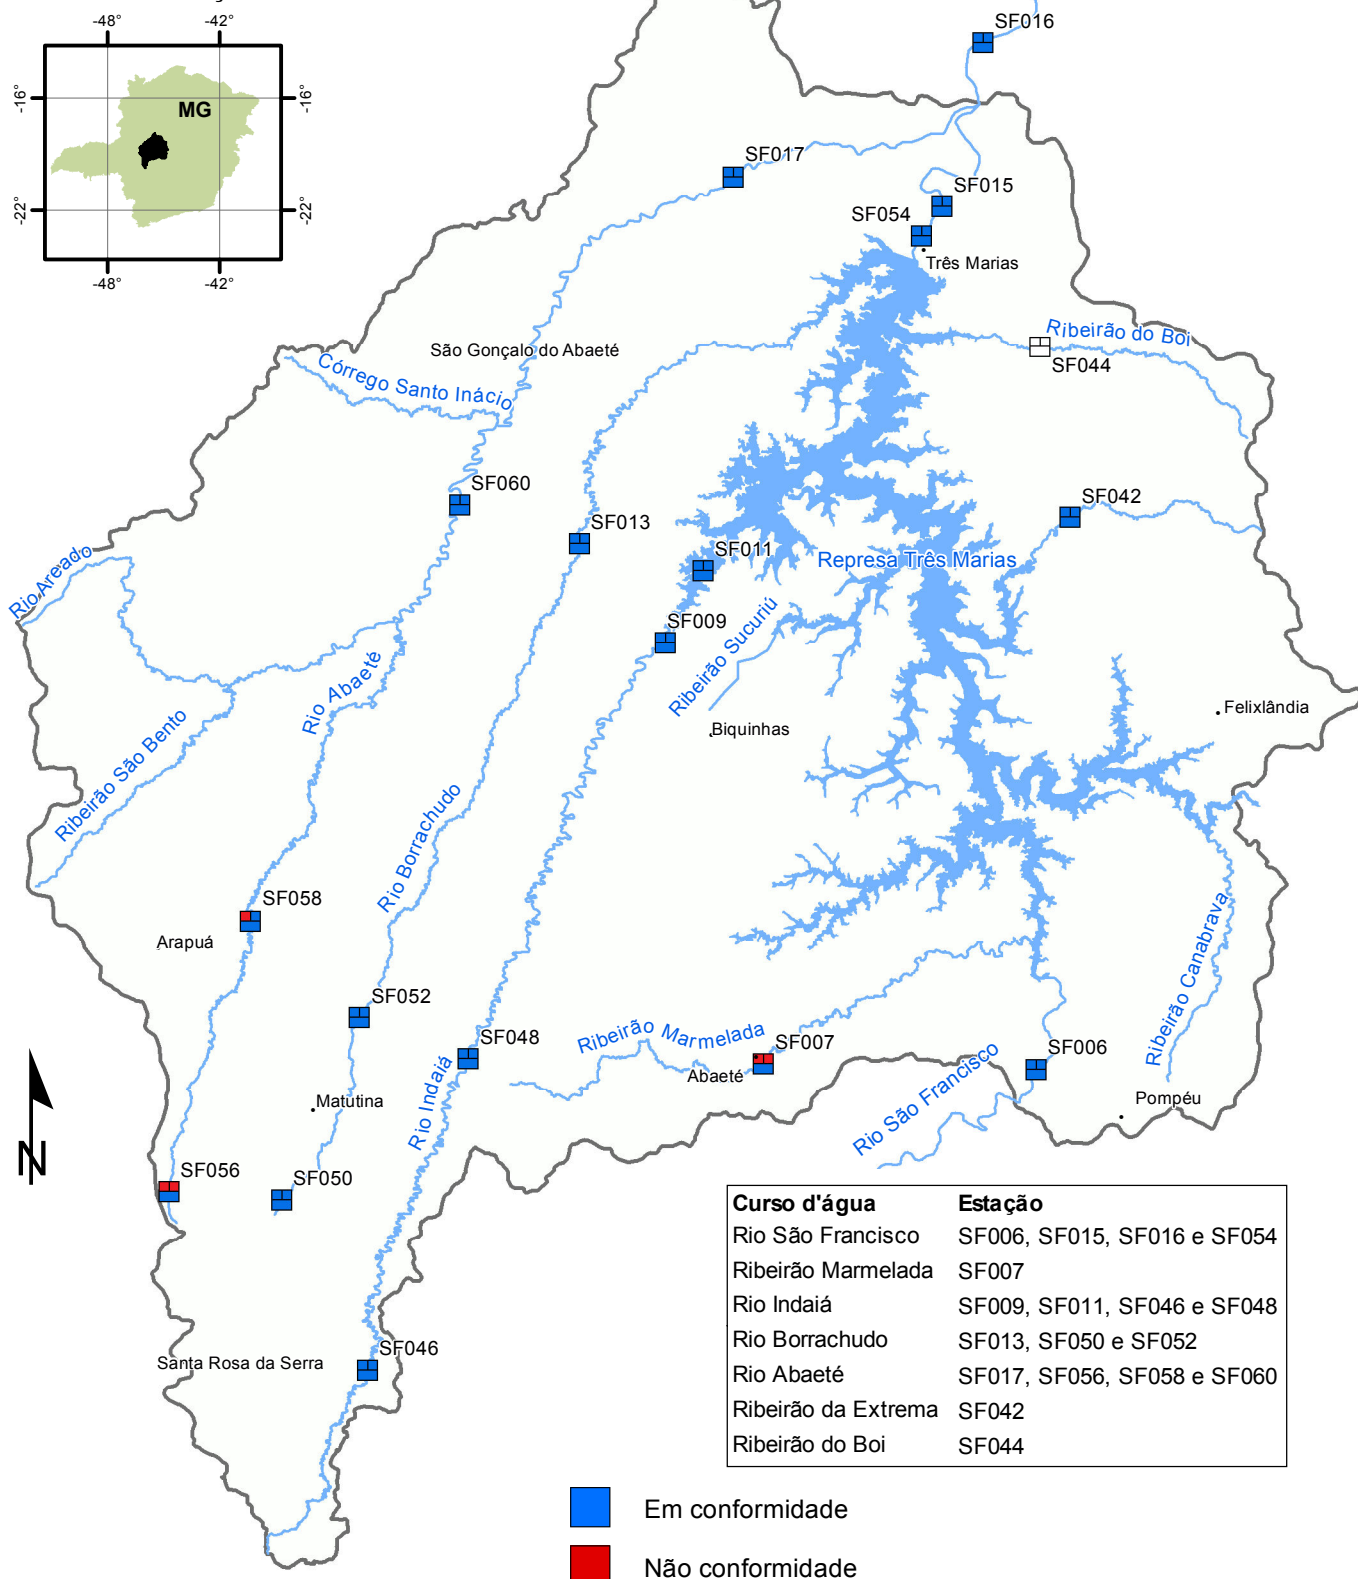 -48°
-42°
-16°
-16°
MG
-22°
-22°
-48°
-42°
SF016
SF017
SF015
SF054
Três Marias
Ribeirão do Boi
SF044
São Gonçalo do Abaeté
Córrego Santo Inácio
SF060
SF042
SF013
SF011
Represa Três Marias
Rio Areado
SF009
Ribeirão Sucuriú
Rio Abaeté
Felixlândia
Biquinhas
Ribeirão São Bento
Rio Borrachudo
SF058
Arapuá
Ribeirão Canabrava
SF052
SF048
Ribeirão Marmelada
SF007
SF006
Abaeté
Rio Indaiá
Rio São Francisco
Pompéu
Matutina
N
SF056
SF050
Curso d'água Estação
Rio São Francisco SF006, SF015, SF016 e SF054
Ribeirão Marmelada SF007
Rio Indaiá SF009, SF011, SF046 e SF048
Rio Borrachudo SF013, SF050 e SF052
Rio Abaeté SF017, SF056, SF058 e SF060
Ribeirão da Extrema SF042
Ribeirão do Boi SF044
SF046
Santa Rosa da Serra
Em conformidade
Não conformidade